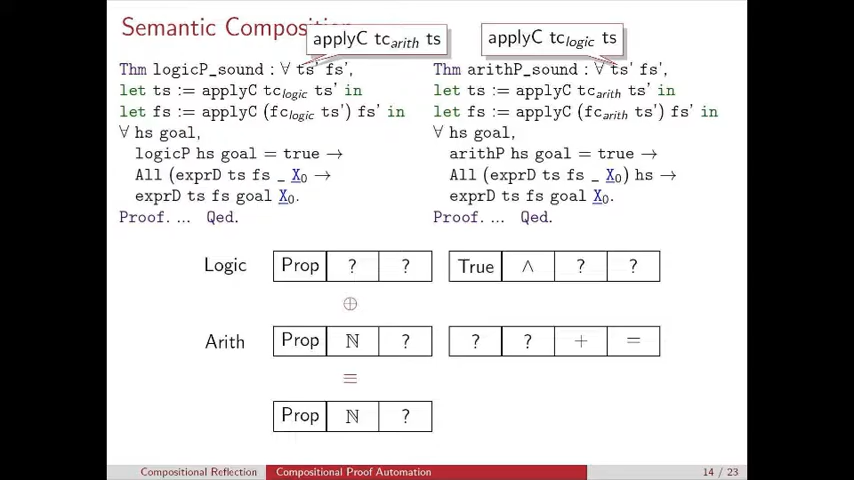 Semantic Composition
applyC tc_arith ts
applyC tc_logic ts
Thm logicP_sound : ∀ ts' fs',
let ts := applyC tc_logic ts' in
let fs := applyC (fc_logic ts') fs' in
∀ hs goal,
logicP hs goal = true →
All (exprD ts fs _ X₀ →
exprD ts fs goal X₀.
Proof. ... Qed.
Thm arithP_sound : ∀ ts' fs',
let ts := applyC tc_arith ts' in
let fs := applyC (fc_arith ts') fs' in
∀ hs goal,
arithP hs goal = true →
All (exprD ts fs _ X₀) hs →
exprD ts fs goal X₀.
Proof. ... Qed.
Logic Prop ? ? True ∧ ? ?
⊕
Arith Prop ℕ ? ? ? + =
≡
Prop ℕ ?
Compositional Reflection Compositional Proof Automation 14 / 23